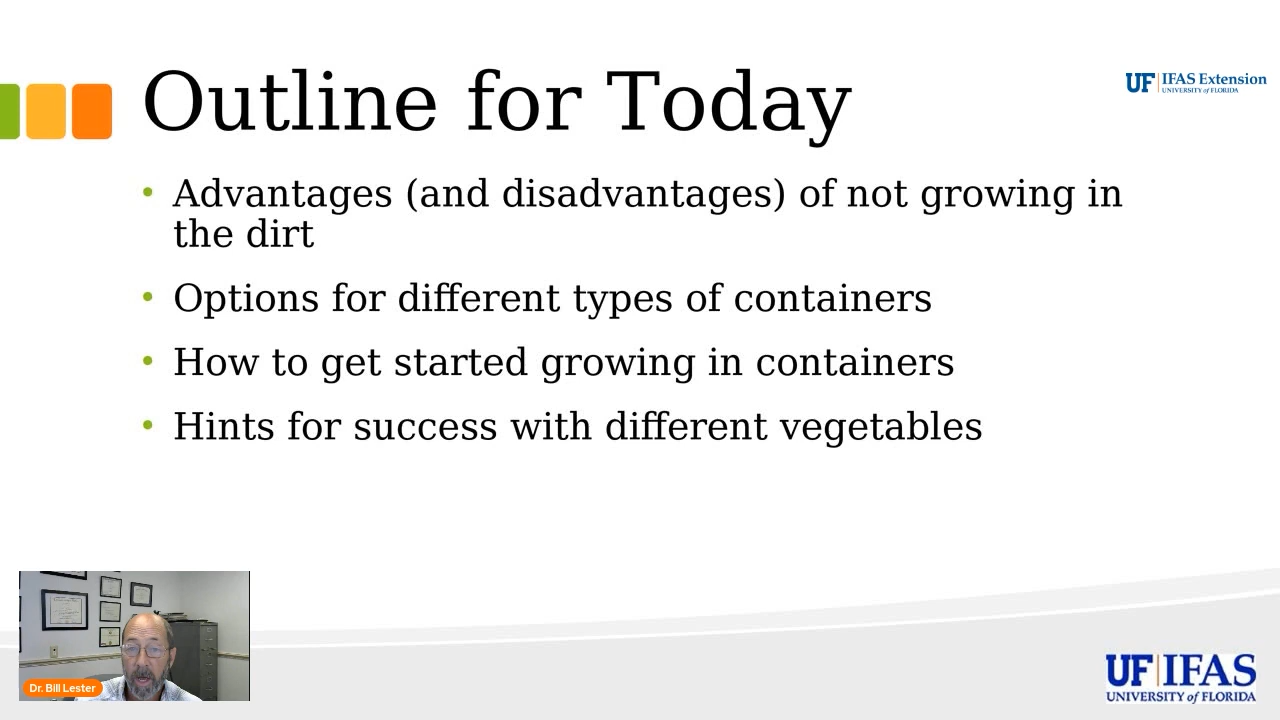 Outline for Today
UF IFAS Extension
UNIVERSITY of FLORIDA
• Advantages (and disadvantages) of not growing in
the dirt
• Options for different types of containers
• How to get started growing in containers
• Hints for success with different vegetables
Dr. Bill Lester
UF IFAS
UNIVERSITY of FLORIDA